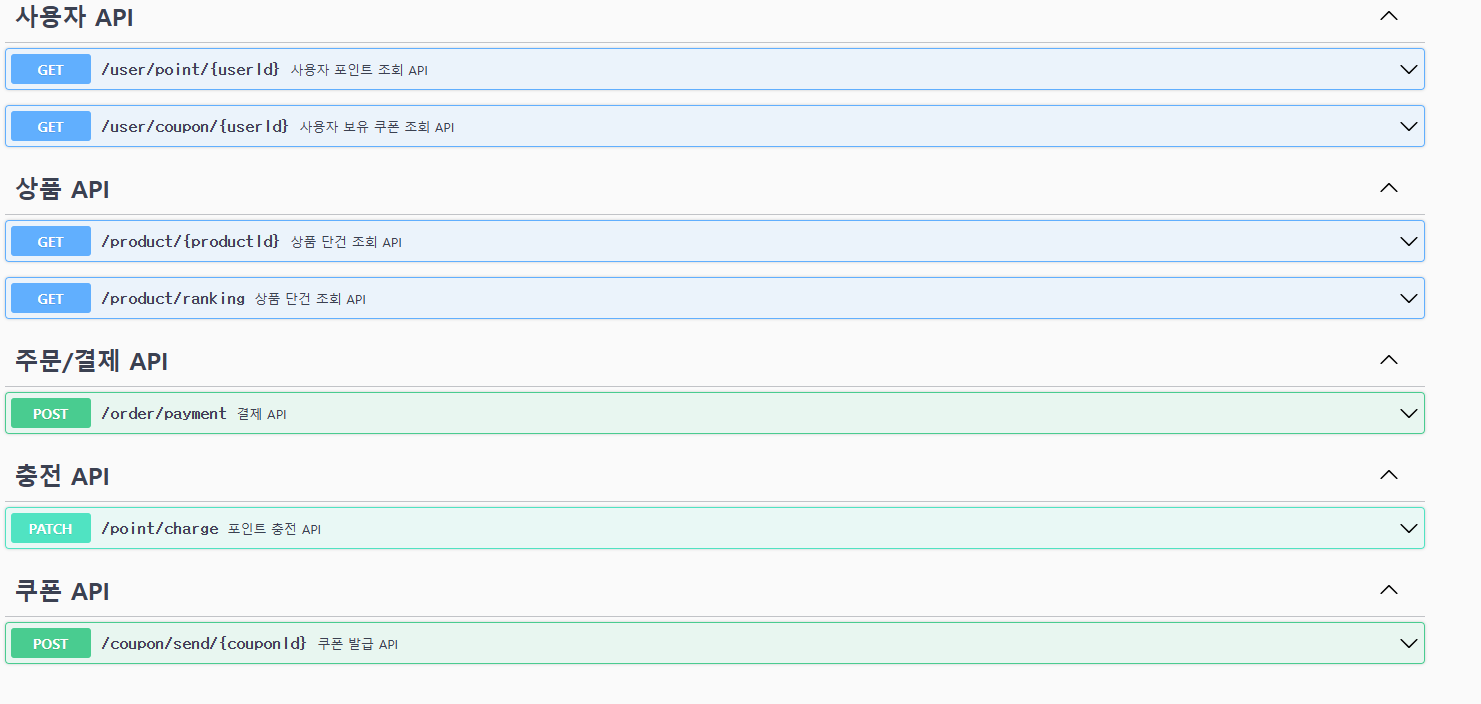 사용자 API
GET /user/point/{userId} 사용자 포인트 조회 API
GET /user/coupon/{userId} 사용자 보유 쿠폰 조회 API
상품 API
GET /product/{productId} 상품 단건 조회 API
GET /product/ranking 상품 단건 조회 API
주문/결제 API
POST /order/payment 결제 API
충전 API
PATCH /point/charge 포인트 충전 API
쿠폰 API
POST /coupon/send/{couponId} 쿠폰 발급 API